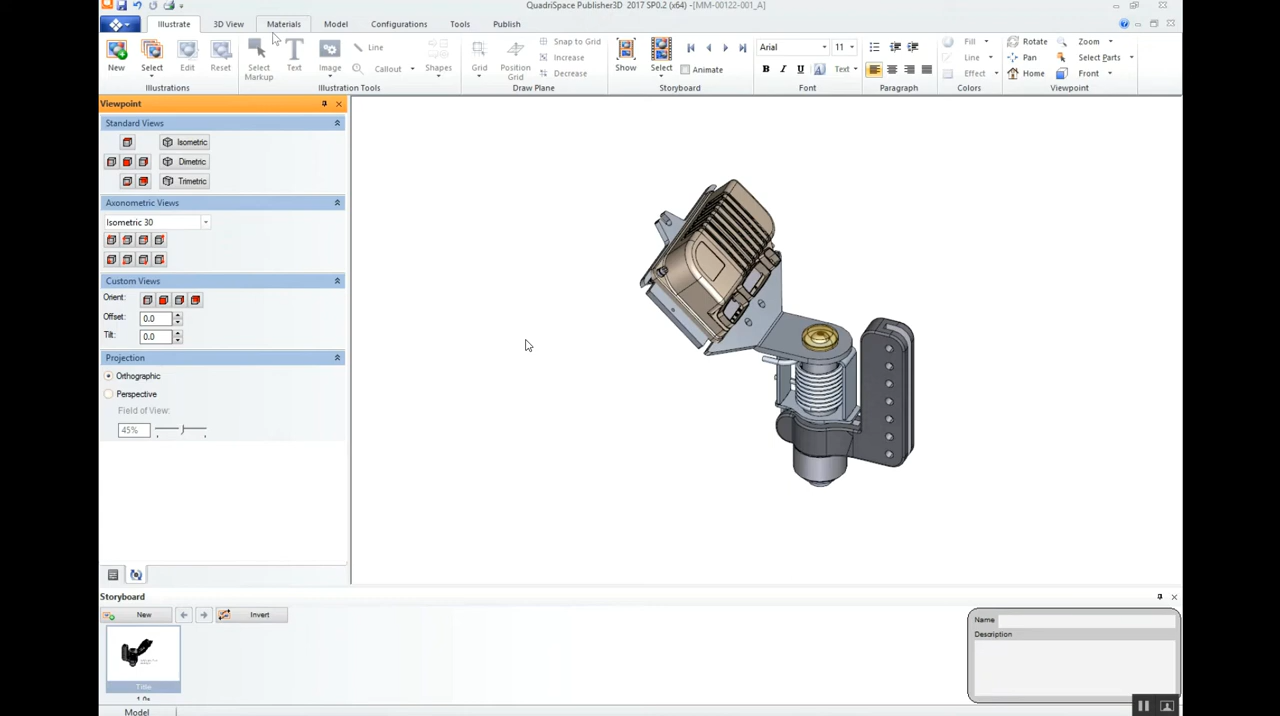 QuadriSpace Publisher3D 2017 SP0.2 (x64) - [MM-00122-001_A]
Illustrate 3D View Materials Model Configurations Tools Publish
New Select Edit Reset
Illustrations
Select Markup Text Image Line Callout Shapes
Illustration Tools
Grid Position Grid Snap to Grid Increase Decrease
Draw Plane
Show Select Animate
Storyboard
Arial 11
B I U A Text
Font
Paragraph
Fill Line Effect
Colors
Rotate Zoom
Pan Select Parts
Home Front
Viewpoint
Viewpoint
Standard Views
Isometric
Dimetric
Trimetric
Axonometric Views
Isometric 30
Custom Views
Orient:
Offset: 0.0
Tilt: 0.0
Projection
Orthographic
Perspective
Field of View:
45%
Storyboard
New Invert
Title
1.0s
Name
Description
Model